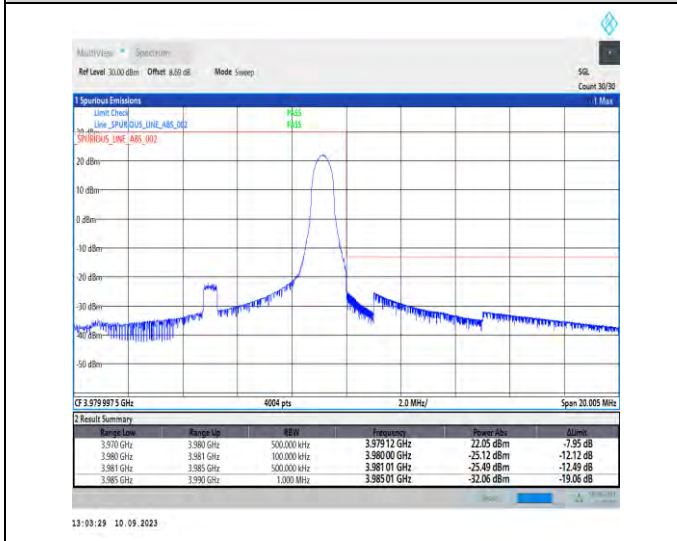 MultiView Spectrum
Ref Level 30.00 dBm Offset 8.69 dB Mode Sweep SGL
Count 30/30
1 Spurious Emissions 1 Max
Limit Check PASS
Line _SPURIOUS_LINE_ABS_002 PASS
30 dBm
_SPURIOUS_LINE_ABS_002
20 dBm
10 dBm
0 dBm
-10 dBm
-20 dBm
-30 dBm
-40 dBm
-50 dBm
CF 3.979 997 5 GHz 4004 pts 2.0 MHz/ Span 20.005 MHz
2 Result Summary
Range Low Range Up RBW Frequency Power Abs ΔLimit
3.970 GHz 3.980 GHz 500.000 kHz 3.979 12 GHz 22.05 dBm -7.95 dB
3.980 GHz 3.981 GHz 100.000 kHz 3.980 00 GHz -25.12 dBm -12.12 dB
3.981 GHz 3.985 GHz 500.000 kHz 3.981 01 GHz -25.49 dBm -12.49 dB
3.985 GHz 3.990 GHz 1.000 MHz 3.985 01 GHz -32.06 dBm -19.06 dB
13:03:29 10.09.2023